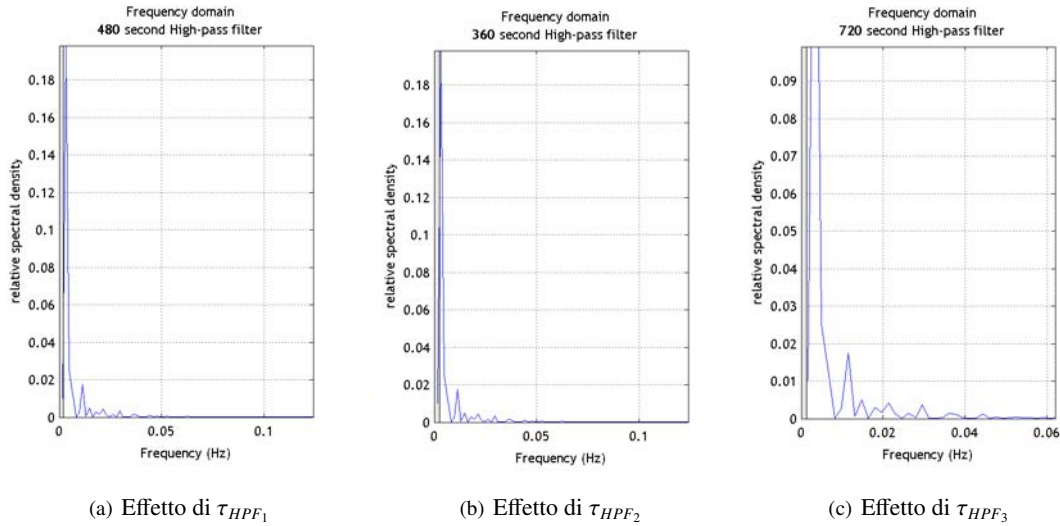 Frequency domain
480 second High-pass filter
relative spectral density
0.18
0.16
0.14
0.12
0.1
0.08
0.06
0.04
0.02
0
0
0.05
0.1
Frequency (Hz)
(a) Effetto di τHPF1
Frequency domain
360 second High-pass filter
relative spectral density
0.18
0.16
0.14
0.12
0.1
0.08
0.06
0.04
0.02
0
0
0.05
0.1
Frequency (Hz)
(b) Effetto di τHPF2
Frequency domain
720 second High-pass filter
relative spectral density
0.09
0.08
0.07
0.06
0.05
0.04
0.03
0.02
0.01
0
0
0.02
0.04
0.06
Frequency (Hz)
(c) Effetto di τHPF3